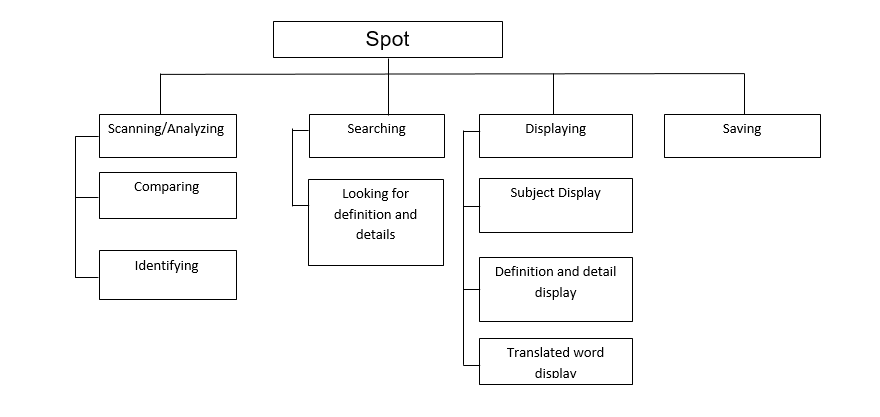 Spot
Scanning/Analyzing
Comparing
Identifying
Searching
Looking for
definition and
details
Displaying
Subject Display
Definition and detail
display
Translated word
display
Saving